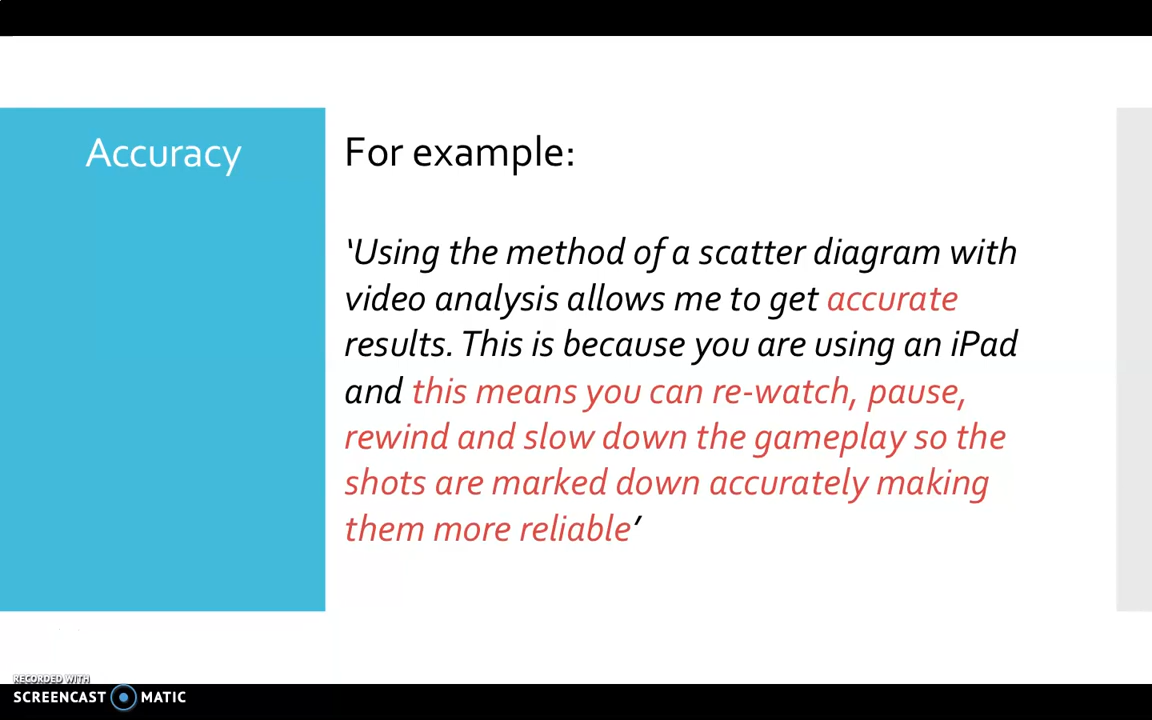 Accuracy
For example:
‘Using the method of a scatter diagram with
video analysis allows me to get accurate
results. This is because you are using an iPad
and this means you can re-watch, pause,
rewind and slow down the gameplay so the
shots are marked down accurately making
them more reliable’
RECORDED WITH
SCREENCAST MATIC